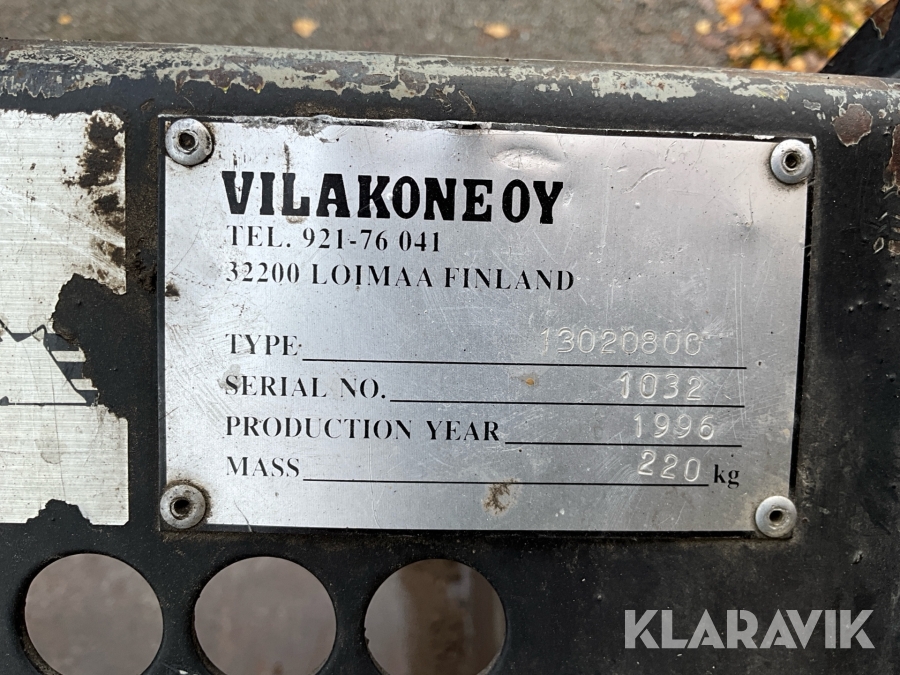 VILAKONE OY
TEL. 921-76 041
32200 LOIMAA FINLAND
TYPE 13020800
SERIAL NO. 1032
PRODUCTION YEAR 1996
MASS 220 kg
KLARAVIK